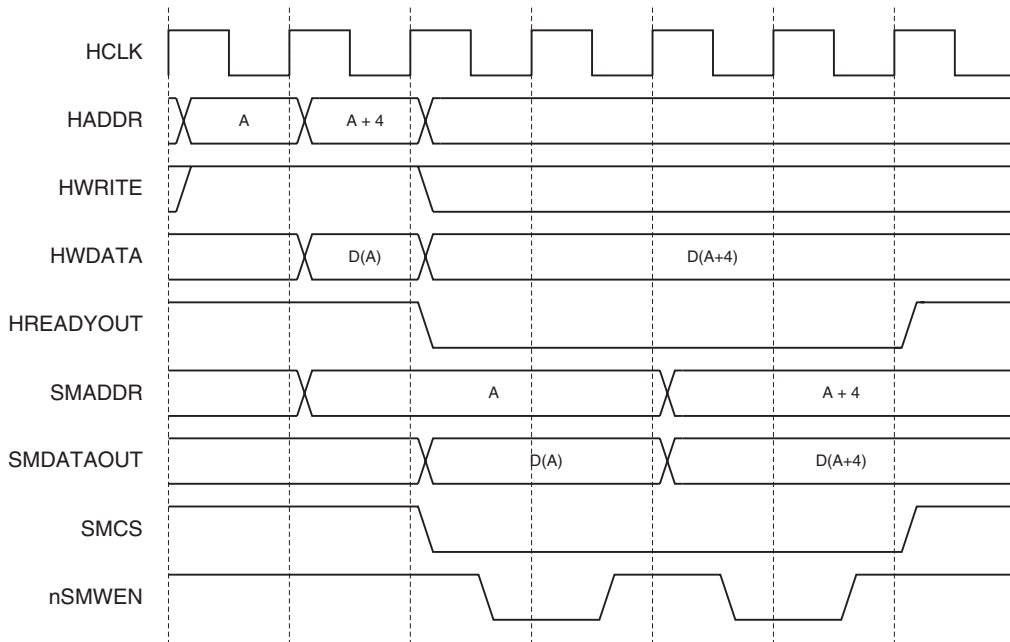 HCLK
HADDR A A + 4
HWRITE
HWDATA D(A) D(A+4)
HREADYOUT
SMADDR A A + 4
SMDATAOUT D(A) D(A+4)
SMCS
nSMWEN